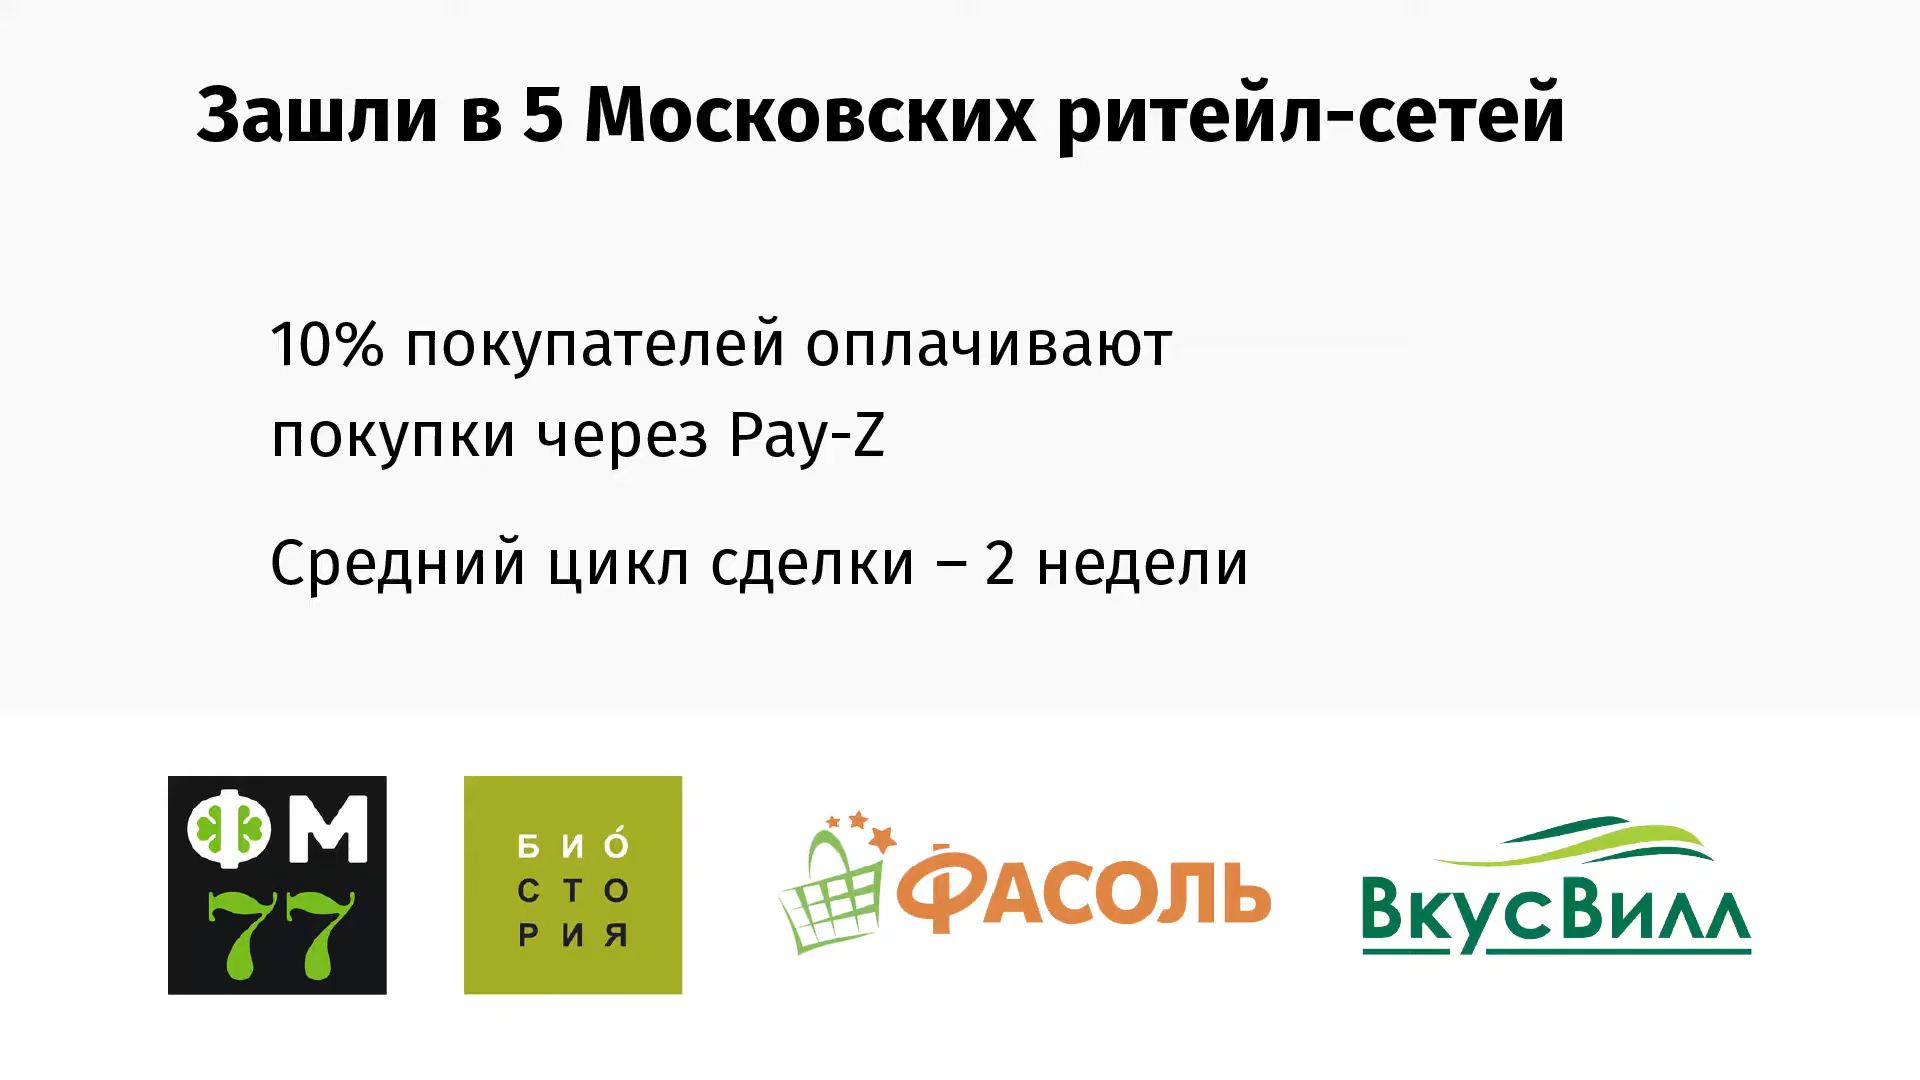 Зашли в 5 Московских ритейл-сетей
10% покупателей оплачивают
покупки через Pay-Z
Средний цикл сделки – 2 недели
ФМ
77
БИО́
СТО
РИЯ
ФАСОЛЬ
ВкусВилл